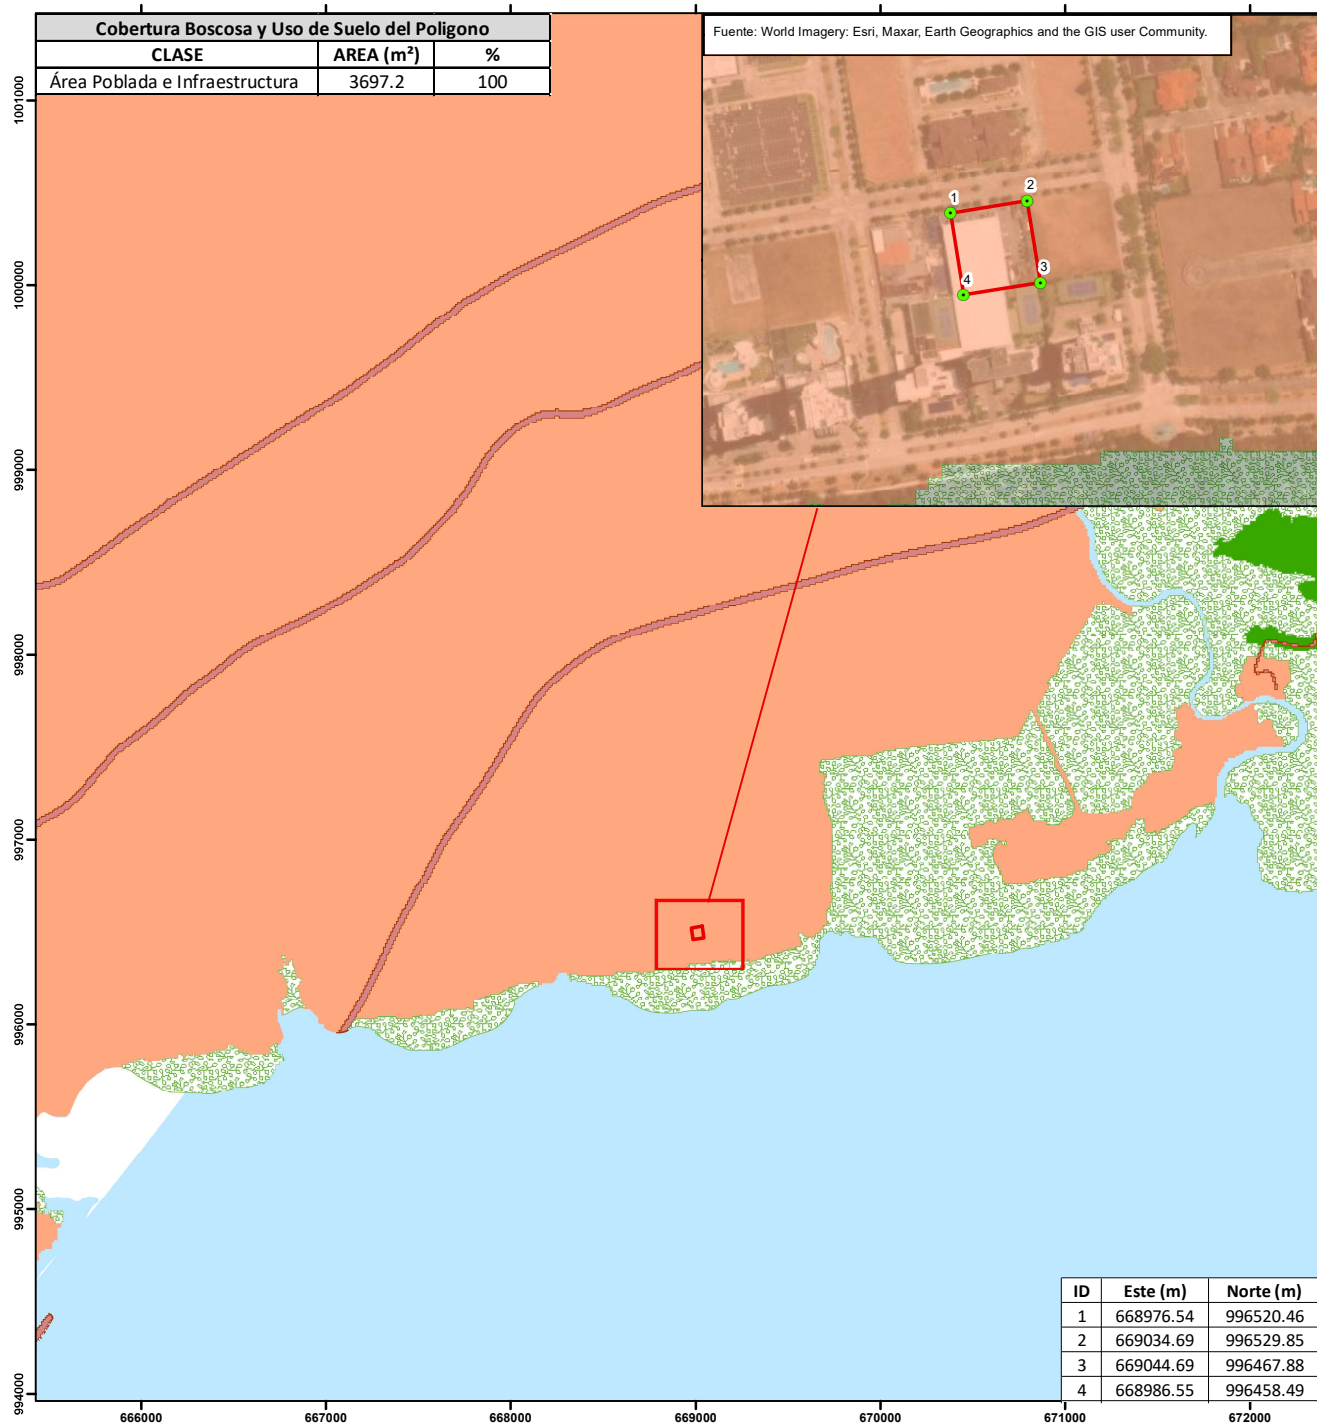 Cobertura Boscosa y Uso de Suelo del Poligono
CLASE AREA (m²) %
Área Poblada e Infraestructura 3697.2 100
Fuente: World Imagery: Esri, Maxar, Earth Geographics and the GIS user Community.
1
2
3
4
1001000
1000000
999000
998000
997000
996000
995000
994000
ID Este (m) Norte (m)
1 668976.54 996520.46
2 669034.69 996529.85
3 669044.69 996467.88
4 668986.55 996458.49
666000 667000 668000 669000 670000 671000 672000